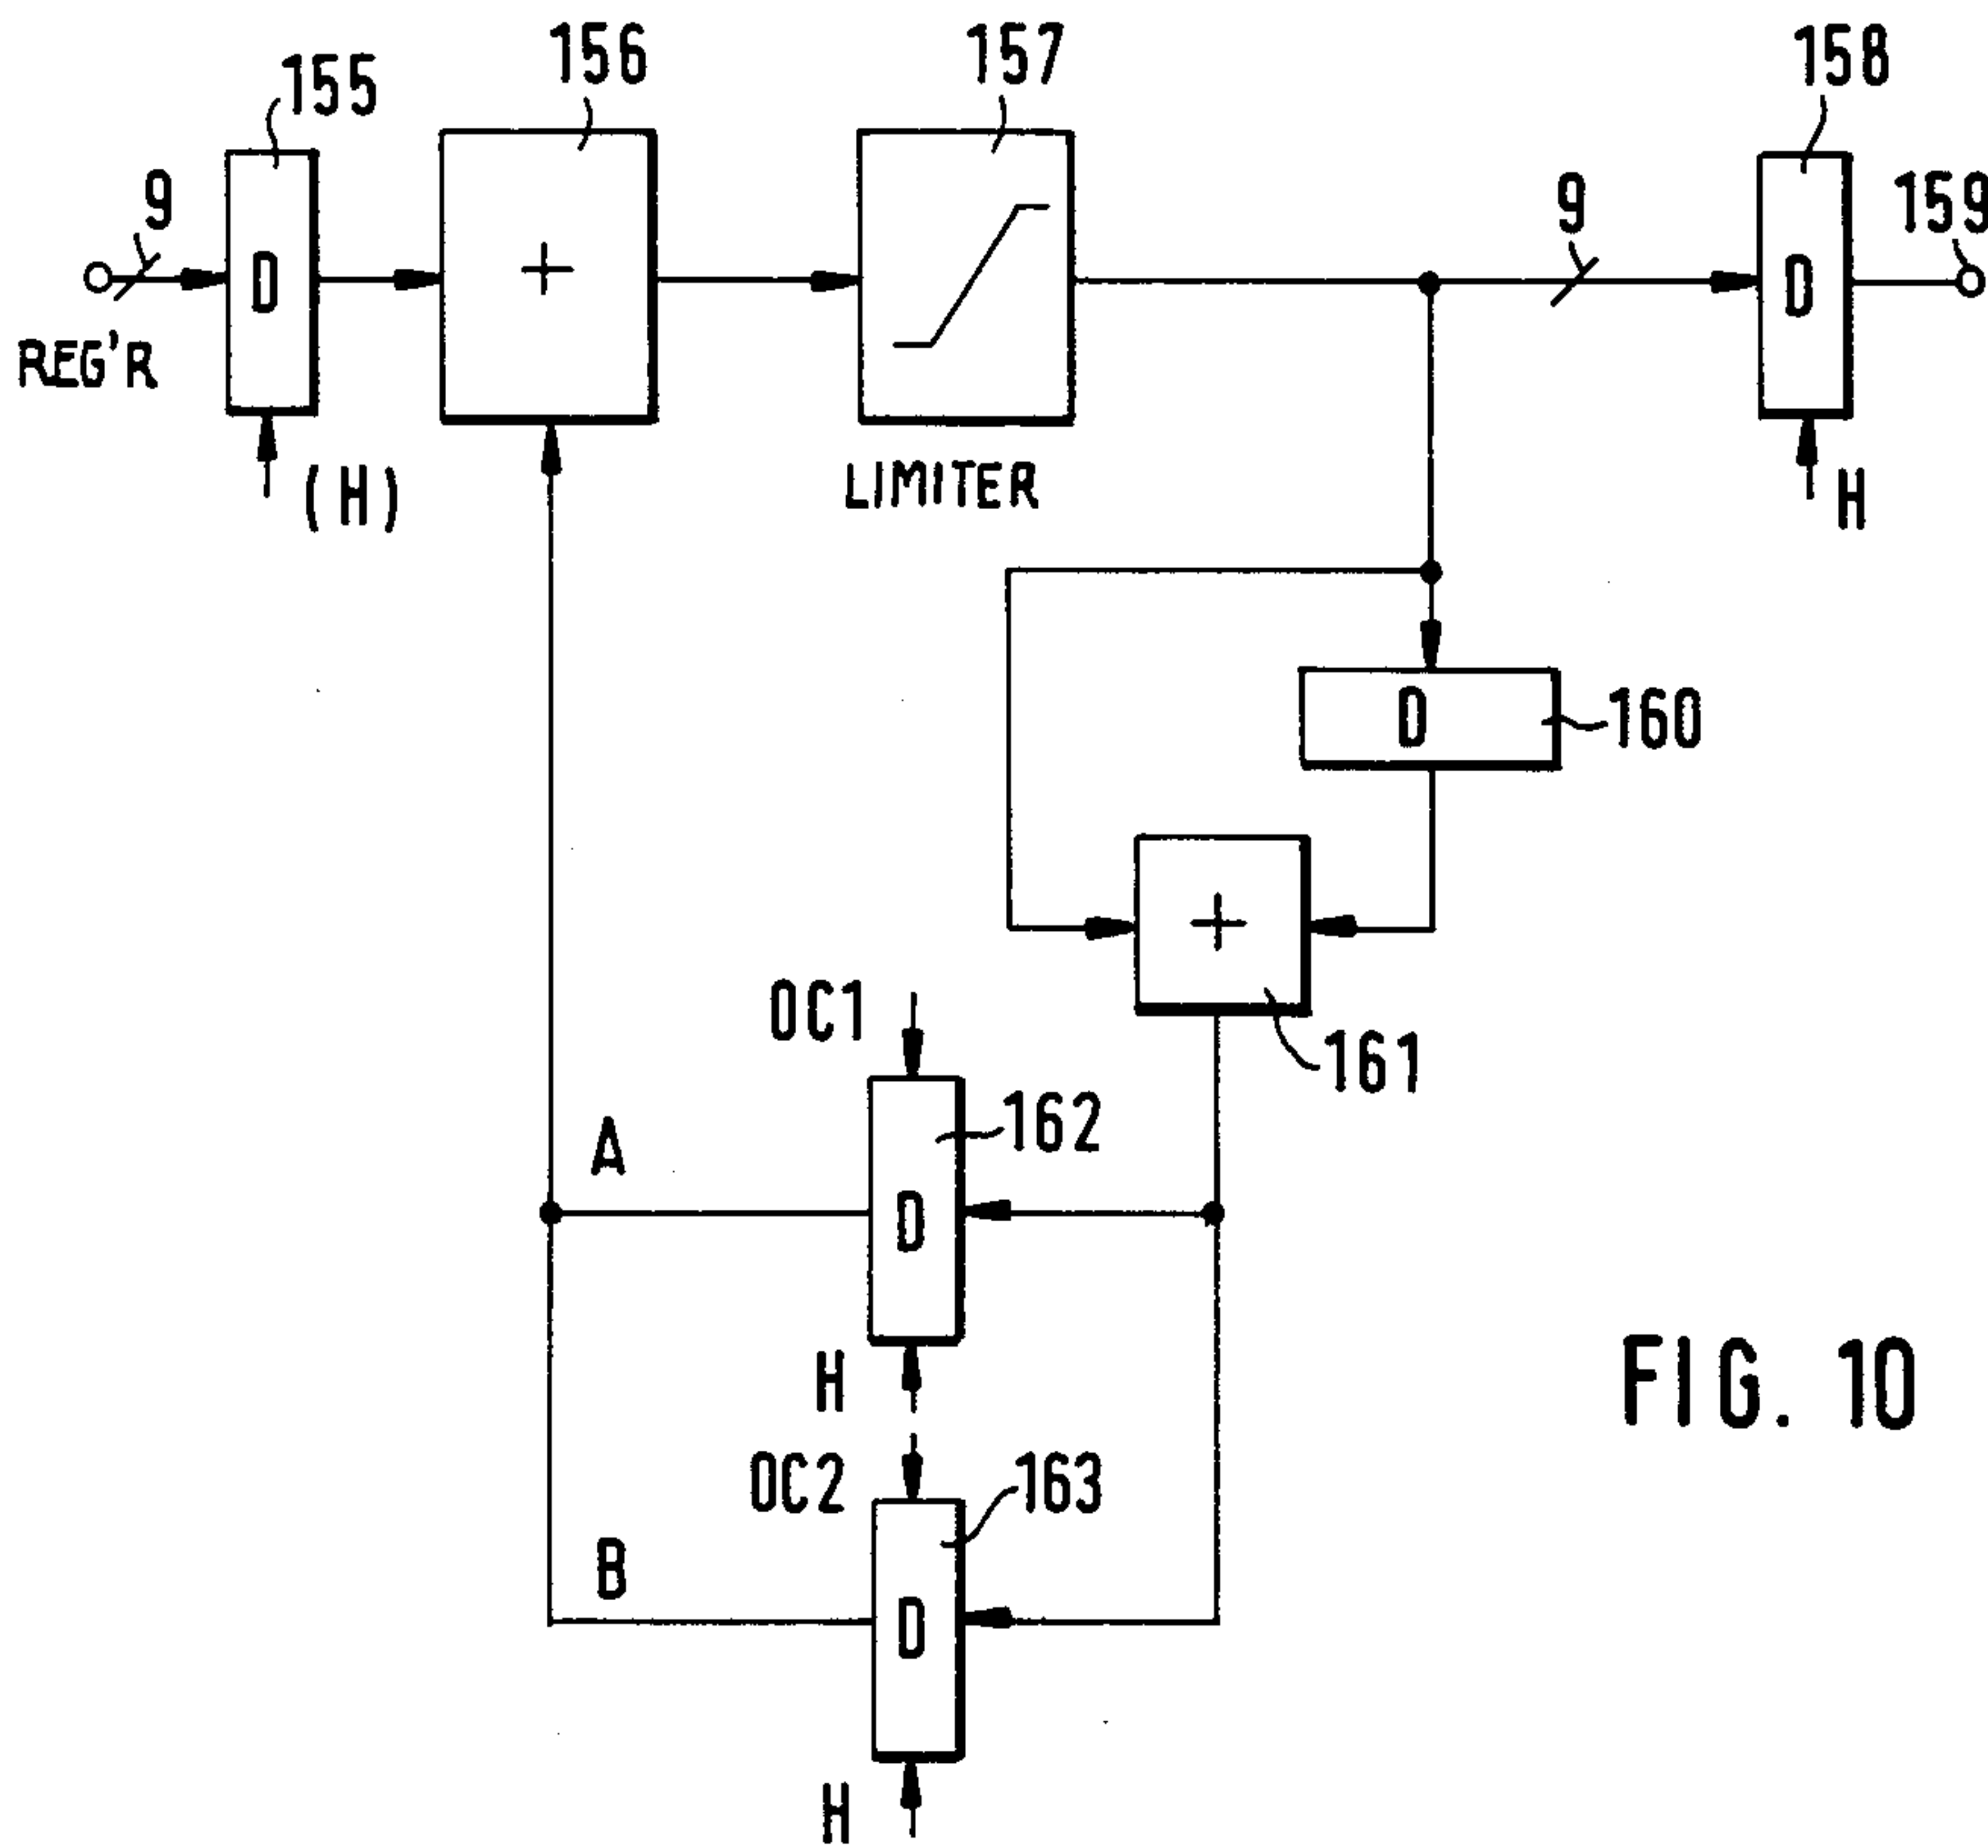 155
156
157
158
9
9
159
D
+
D
REG'R
(H)
LIMITER
H
D
160
+
OC1
161
162
A
D
H
OC2
163
B
D
H
FIG. 10